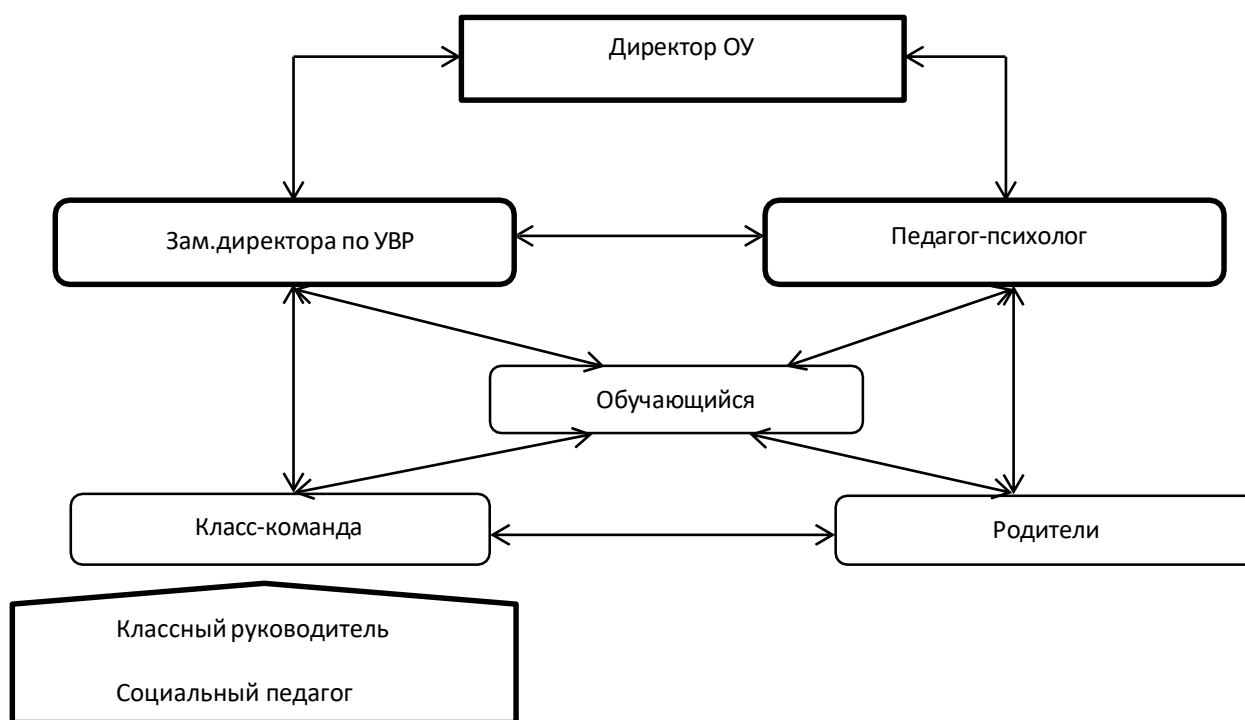 Директор ОУ
Зам.директора по УВР
Педагог-психолог
Обучающийся
Класс-команда
Родители
Классный руководитель
Социальный педагог